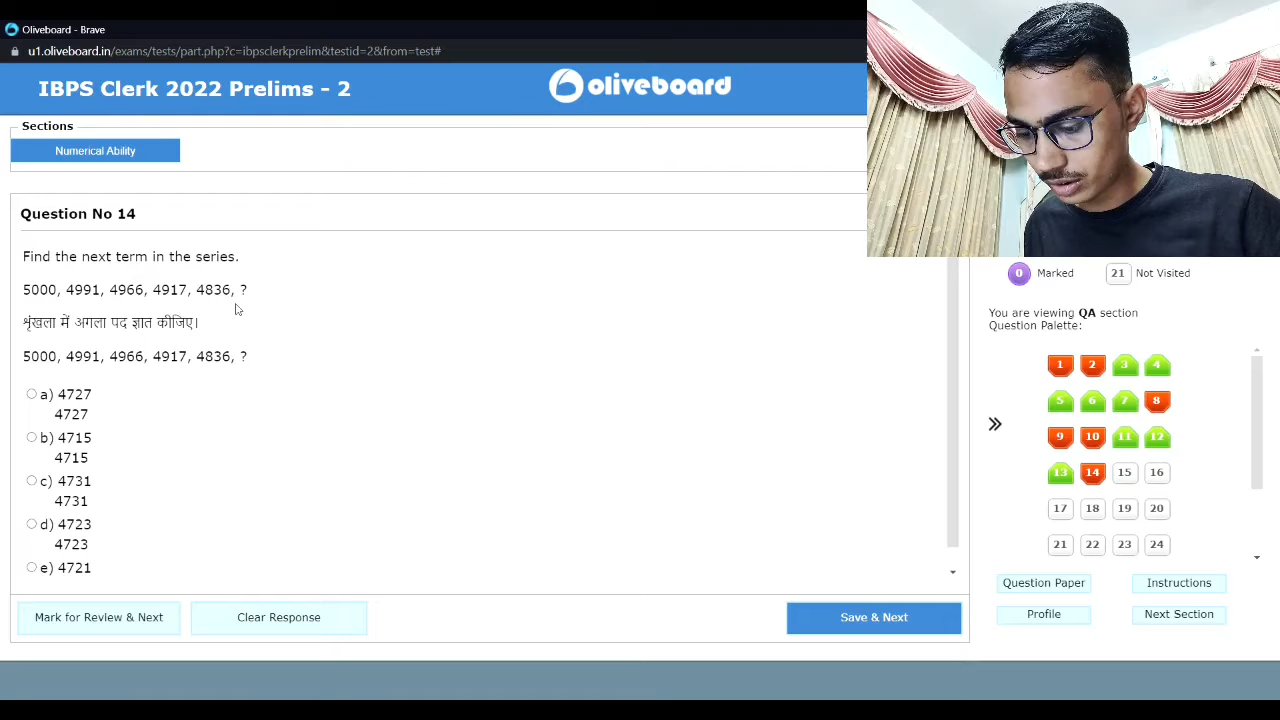 Oliveboard - Brave
u1.oliveboard.in/exams/tests/part.php?c=ibpsclerkprelim&testid=2&from=test#
IBPS Clerk 2022 Prelims - 2
oliveboard
Sections
Numerical Ability
Question No 14
Find the next term in the series.
5000, 4991, 4966, 4917, 4836, ?
शृंखला में अगला पद ज्ञात कीजिए।
5000, 4991, 4966, 4917, 4836, ?
a) 4727
4727
b) 4715
4715
c) 4731
4731
d) 4723
4723
e) 4721
Mark for Review & Next
Clear Response
Save & Next
0 Marked 21 Not Visited
You are viewing QA section
Question Palette:
1 2 3 4
5 6 7 8
9 10 11 12
13 14 15 16
17 18 19 20
21 22 23 24
Question Paper Instructions
Profile Next Section